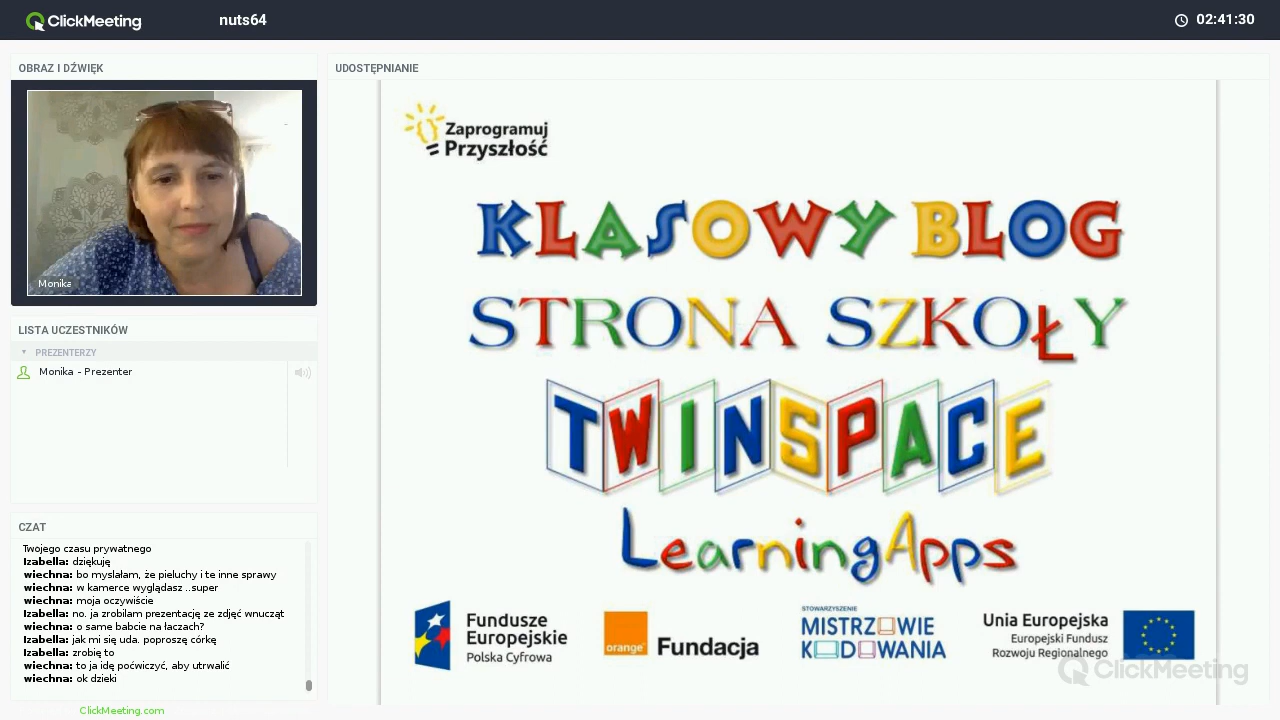 ClickMeeting
nuts64
02:41:30
OBRAZ I DŹWIĘK
Monika
LISTA UCZESTNIKÓW
PREZENTERZY
Monika - Prezenter
CZAT
Twojego czasu prywatnego
Izabella: dziękuję
wiechna: bo myslałam, ze pieluchy i te inne sprawy
wiechna: w kamerce wyglądasz ..super
wiechna: moja oczywiście
Izabella: no. ja zrobiłam prezentację ze zdjęć wnucząt
wiechna: o same babcie na łaczach?
Izabella: jak mi się uda. poproszę córkę
Izabella: zrobię to
wiechna: to ja idę poćwiczyć, aby utrwalić
wiechna: ok dzieki
ClickMeeting.com
UDOSTĘPNIANIE
Zaprogramuj
Przyszłość
KLASOWY BLOG
STRONA SZKOŁY
TWINSPACE
LearningApps
Fundusze
Europejskie
Polska Cyfrowa
orange
Fundacja
STOWARZYSZENIE
MISTRZOWIE
KODOWANIA
Unia Europejska
Europejski Fundusz
Rozwoju Regionalnego
ClickMeeting